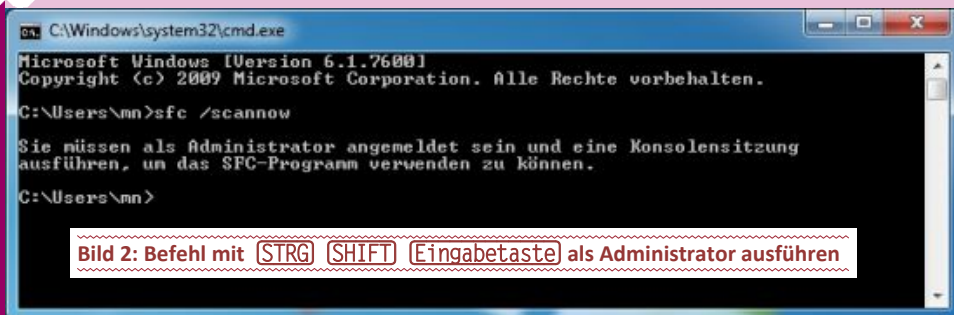 C:\Windows\system32\cmd.exe
Microsoft Windows [Version 6.1.7600]
Copyright (c) 2009 Microsoft Corporation. Alle Rechte vorbehalten.
C:\Users\mn>sfc /scannow
Sie müssen als Administrator angemeldet sein und eine Konsolensitzung
ausführen, um das SFC-Programm verwenden zu können.
C:\Users\mn>
Bild 2: Befehl mit STRG SHIFT Eingabetaste als Administrator ausführen